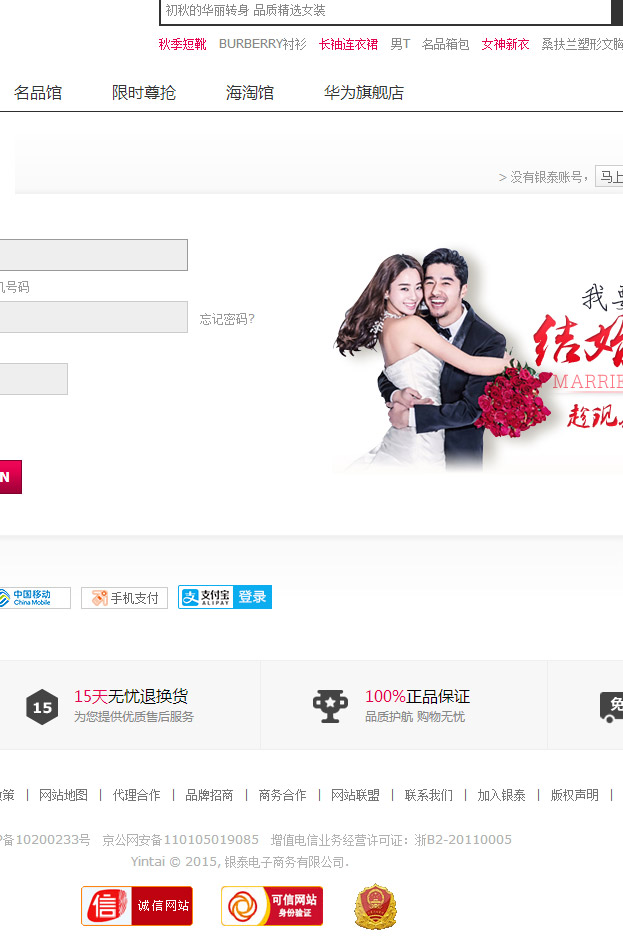 初秋的华丽转身 品质精选女装
秋季短靴 BURBERRY衬衫 长袖连衣裙 男T 名品箱包 女神新衣 桑扶兰塑形文胸
名品馆 限时尊抢 海淘馆 华为旗舰店
> 没有银泰账号， 马上
机号码
忘记密码?
我要
结婚
MARRIE
趁现
N
中国移动 China Mobile 手机支付 支付宝 ALIPAY 登录
15 15天无忧退换货 100%正品保证 免
为您提供优质售后服务 品质护航 购物无忧
政策 | 网站地图 | 代理合作 | 品牌招商 | 商务合作 | 网站联盟 | 联系我们 | 加入银泰 | 版权声明 |
备10200233号 京公网安备110105019085 增值电信业务经营许可证：浙B2-20110005
Yintai © 2015, 银泰电子商务有限公司.
信 诚信网站 可信网站 身份验证